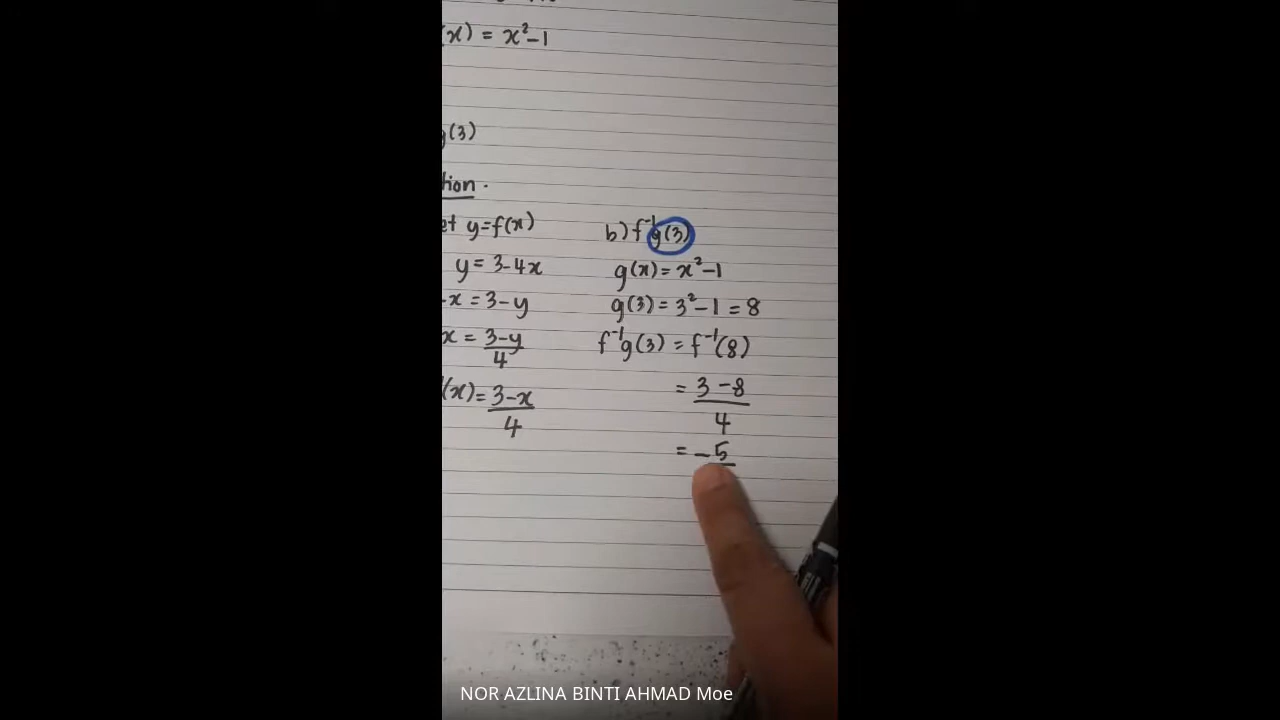 (x) = x²-1
g(3)
tion.
et y=f(x)
y = 3-4x
-x = 3-y
x = 3-y
4
(x) = 3-x
4
b) f⁻¹g(3)
g(x) = x²-1
g(3) = 3²-1 = 8
f⁻¹g(3) = f⁻¹(8)
= 3-8
4
= -5
NOR AZLINA BINTI AHMAD Moe